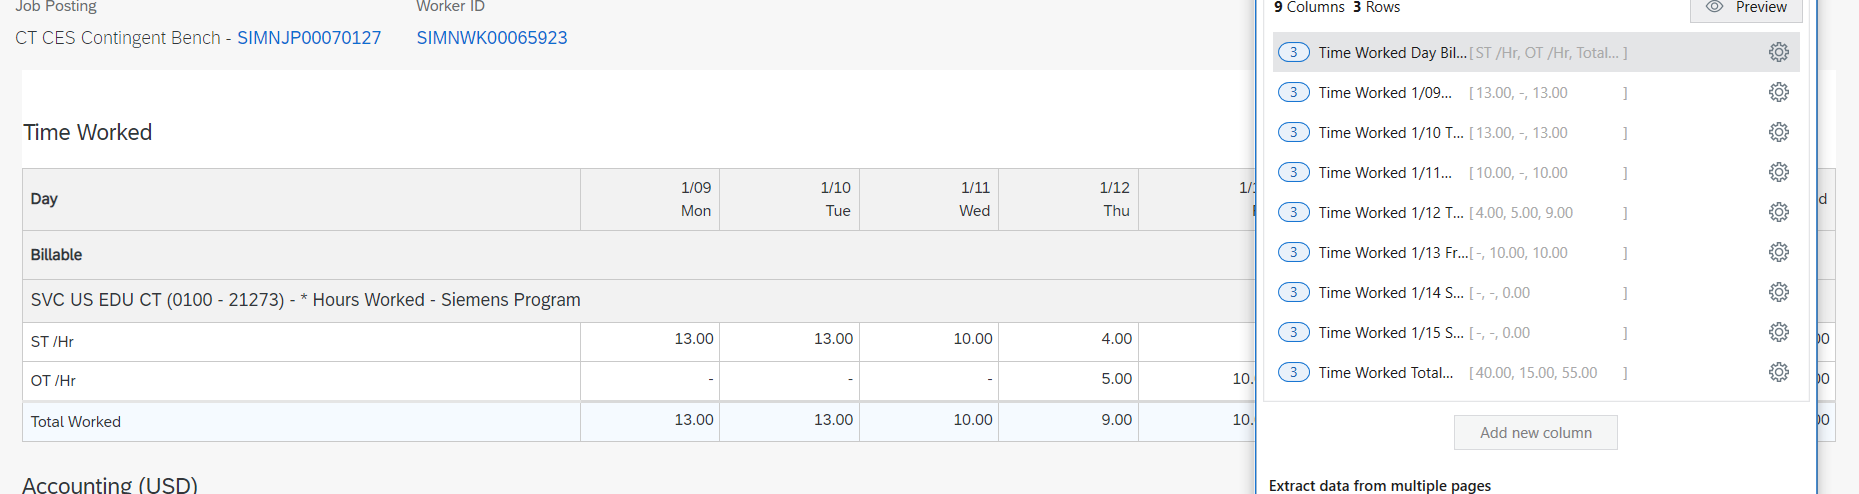 Job Posting
Worker ID
CT CES Contingent Bench - SIMNJP00070127
SIMNWK00065923
Time Worked
Day
1/09 Mon
1/10 Tue
1/11 Wed
1/12 Thu
Billable
SVC US EDU CT (0100 - 21273) - * Hours Worked - Siemens Program
ST /Hr 13.00 13.00 10.00 4.00
OT /Hr - - - 5.00 10.
Total Worked 13.00 13.00 10.00 9.00 10.
Accounting (USD)
9 Columns 3 Rows
Preview
3 Time Worked Day Bil... [ ST /Hr, OT /Hr, Total... ]
3 Time Worked 1/09... [ 13.00, -, 13.00 ]
3 Time Worked 1/10 T... [ 13.00, -, 13.00 ]
3 Time Worked 1/11... [ 10.00, -, 10.00 ]
3 Time Worked 1/12 T... [ 4.00, 5.00, 9.00 ]
3 Time Worked 1/13 Fr... [ -, 10.00, 10.00 ]
3 Time Worked 1/14 S... [ -, -, 0.00 ]
3 Time Worked 1/15 S... [ -, -, 0.00 ]
3 Time Worked Total... [ 40.00, 15.00, 55.00 ]
Add new column
Extract data from multiple pages